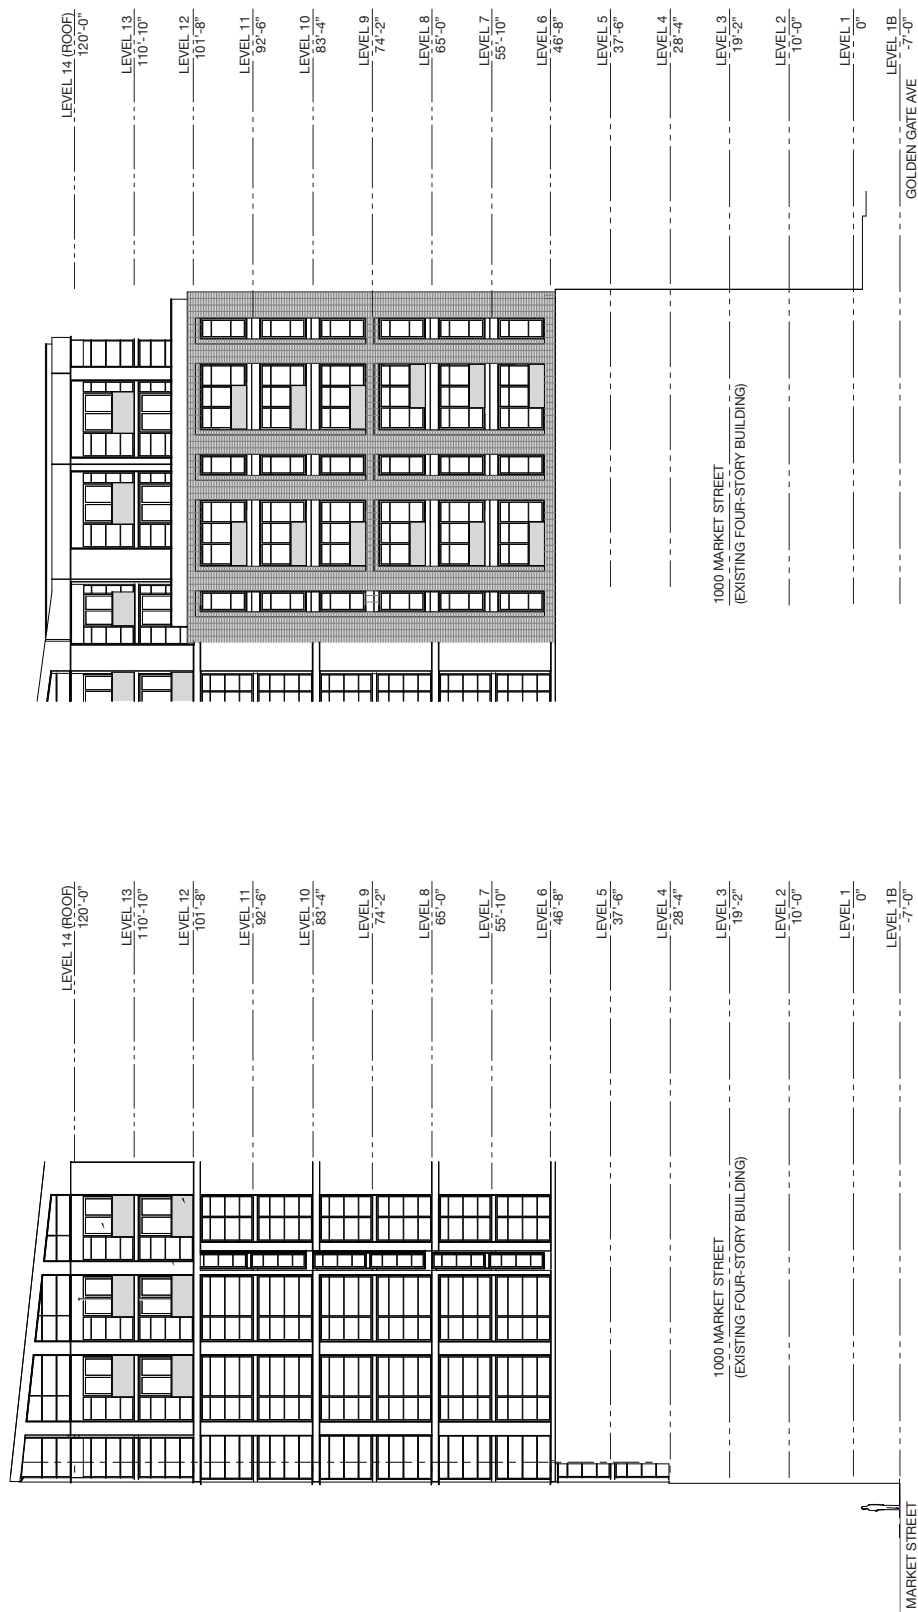 LEVEL 14 (ROOF)
120'-0"
LEVEL 13
110'-10"
LEVEL 12
101'-8"
LEVEL 11
92'-6"
LEVEL 10
83'-4"
LEVEL 9
74'-2"
LEVEL 8
65'-0"
LEVEL 7
55'-10"
LEVEL 6
46'-8"
LEVEL 5
37'-6"
LEVEL 4
28'-4"
LEVEL 3
19'-2"
LEVEL 2
10'-0"
LEVEL 1
0"
LEVEL 1B
-7'-0"
1000 MARKET STREET
(EXISTING FOUR-STORY BUILDING)
MARKET STREET
LEVEL 14 (ROOF)
120'-0"
LEVEL 13
110'-10"
LEVEL 12
101'-8"
LEVEL 11
92'-6"
LEVEL 10
83'-4"
LEVEL 9
74'-2"
LEVEL 8
65'-0"
LEVEL 7
55'-10"
LEVEL 6
46'-8"
LEVEL 5
37'-6"
LEVEL 4
28'-4"
LEVEL 3
19'-2"
LEVEL 2
10'-0"
LEVEL 1
0"
LEVEL 1B
-7'-0"
1000 MARKET STREET
(EXISTING FOUR-STORY BUILDING)
GOLDEN GATE AVE